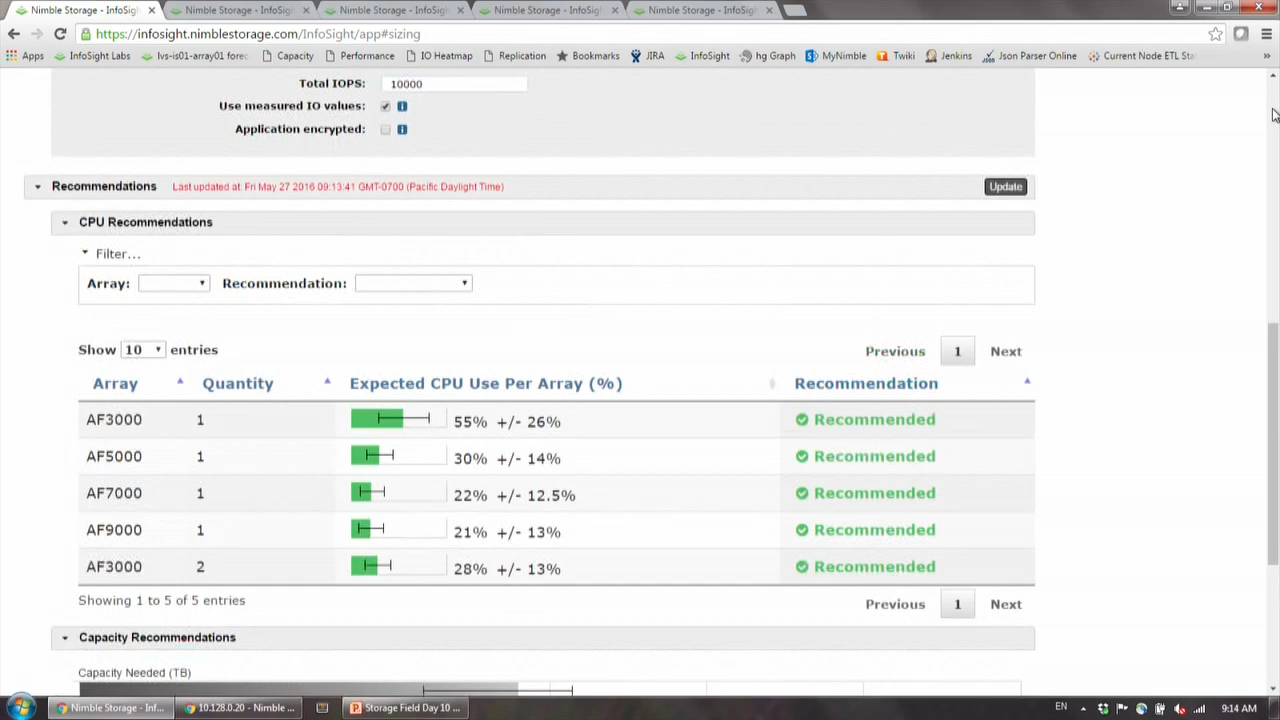 Nimble Storage - InfoSigh
Nimble Storage - InfoSigh
Nimble Storage - InfoSigh
Nimble Storage - InfoSigh
Nimble Storage - InfoSigh
https://infosight.nimblestorage.com/InfoSight/app#sizing
Apps InfoSight Labs lvs-is01-array01 forec Capacity Performance IO Heatmap Replication Bookmarks JIRA InfoSight hg Graph MyNimble Twiki Jenkins Json Parser Online Current Node ETL Sta »
Total IOPS: 10000
Use measured IO values:
Application encrypted:
Recommendations Last updated at: Fri May 27 2016 09:13:41 GMT-0700 (Pacific Daylight Time) Update
CPU Recommendations
Filter...
Array: Recommendation:
Show 10 entries Previous 1 Next
Array Quantity Expected CPU Use Per Array (%) Recommendation
AF3000 1 55% +/- 26% Recommended
AF5000 1 30% +/- 14% Recommended
AF7000 1 22% +/- 12.5% Recommended
AF9000 1 21% +/- 13% Recommended
AF3000 2 28% +/- 13% Recommended
Showing 1 to 5 of 5 entries Previous 1 Next
Capacity Recommendations
Capacity Needed (TB)
Nimble Storage - Inf... 10.128.0.20 - Nimble ... Storage Field Day 10 ... EN 9:14 AM